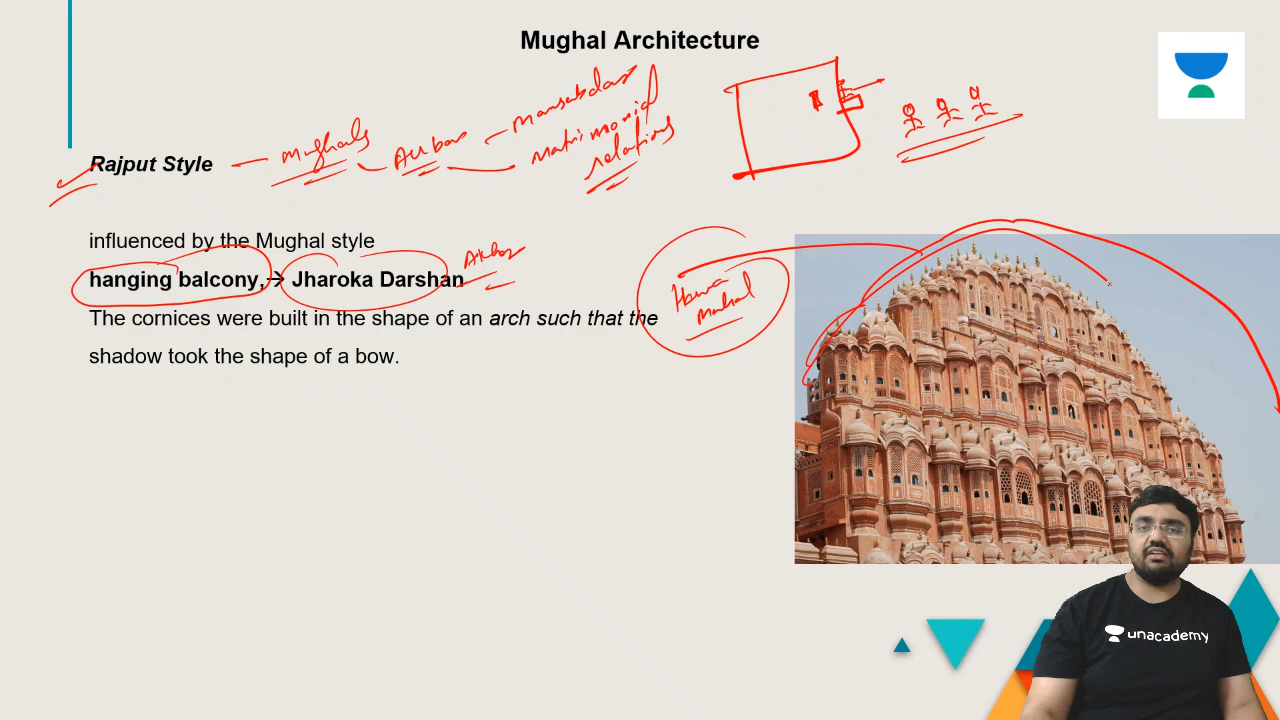 Mughal Architecture
Mansabdar
Rajput Style – Mughals – Akbar – Matrimonial
relations
influenced by the Mughal style
hanging balcony,→ Jharoka Darshan Akbar
The cornices were built in the shape of an arch such that the
shadow took the shape of a bow.
Hawa
Mahal
unacademy